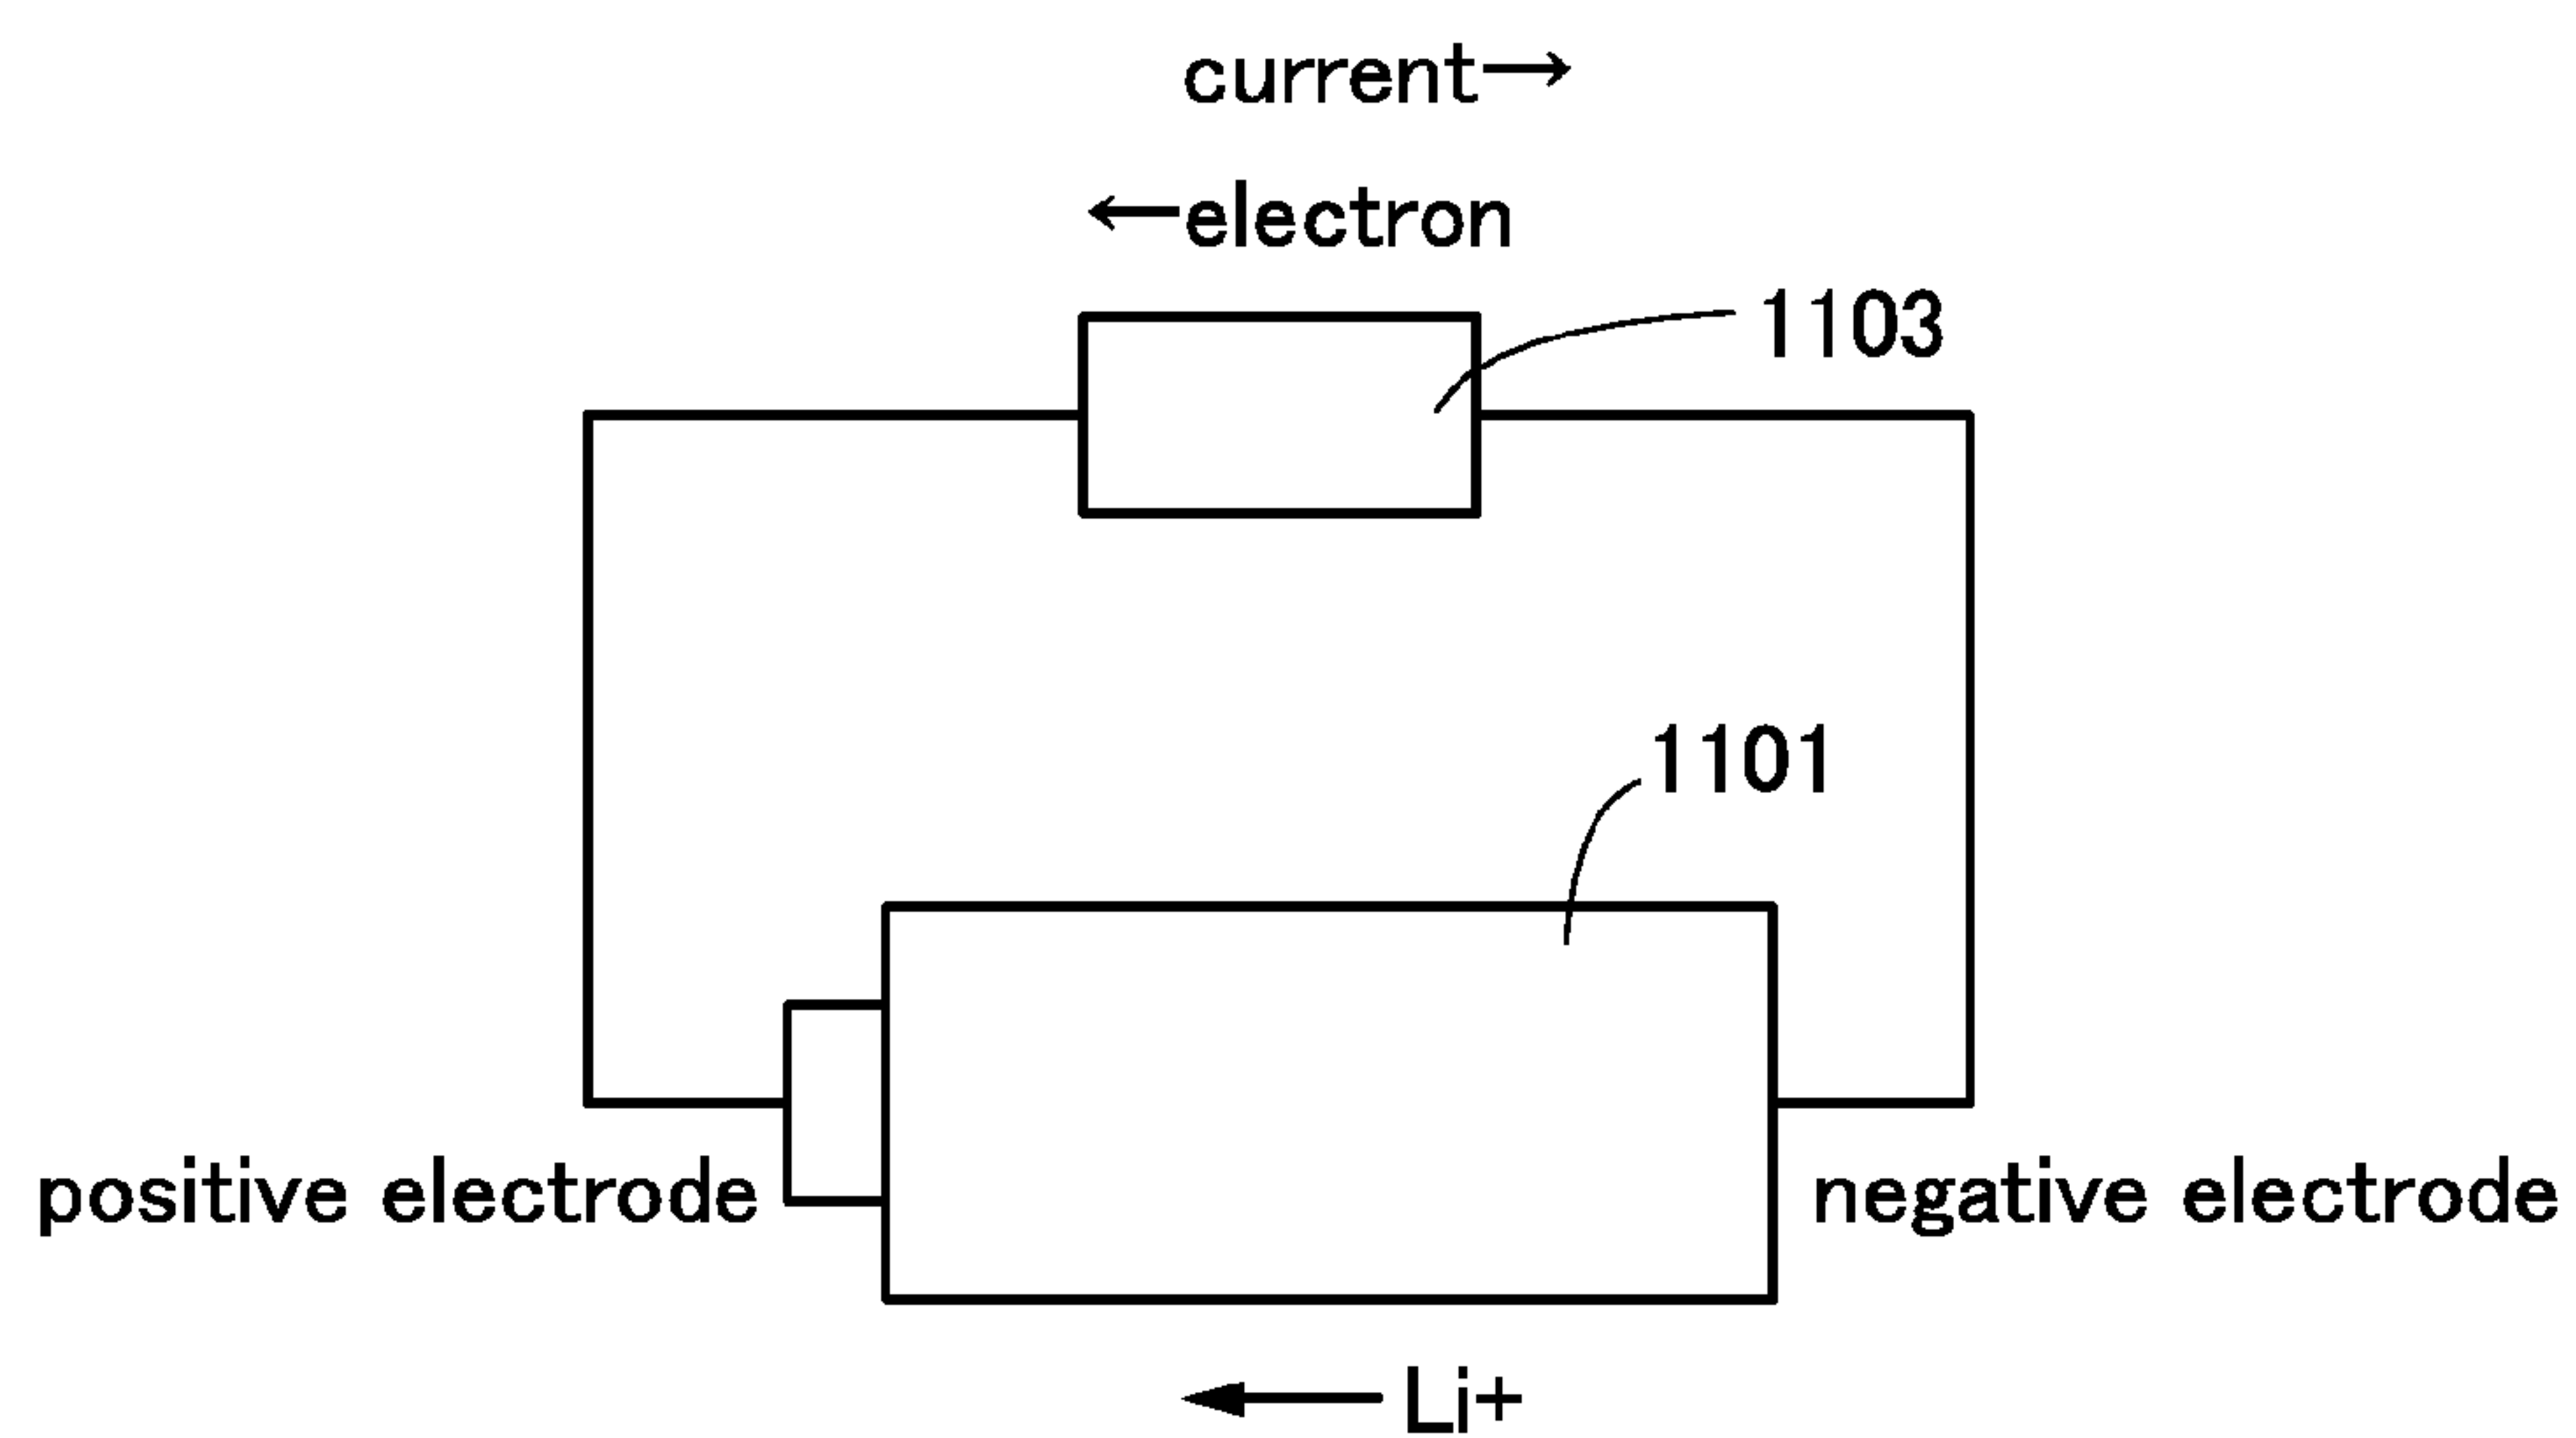 current→
←electron
1103
1101
positive electrode
negative electrode
←Li+